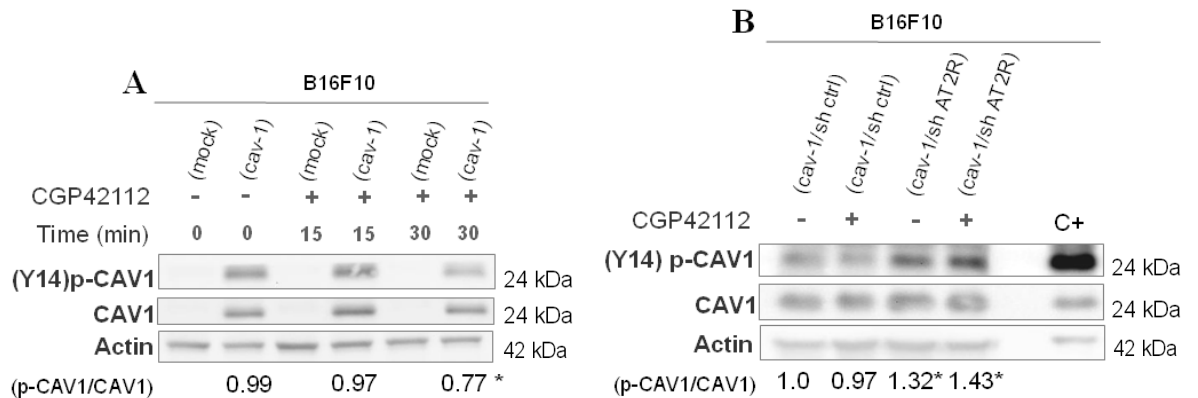 A
B16F10
(mock) (cav-1) (mock) (cav-1) (mock) (cav-1)
CGP42112 - - + + + +
Time (min) 0 0 15 15 30 30
(Y14)p-CAV1 24 kDa
CAV1 24 kDa
Actin 42 kDa
(p-CAV1/CAV1) 0.99 0.97 0.77 *
B
B16F10
(cav-1/sh ctrl) (cav-1/sh ctrl) (cav-1/sh AT2R) (cav-1/sh AT2R)
CGP42112 - + - + C+
(Y14) p-CAV1 24 kDa
CAV1 24 kDa
Actin 42 kDa
(p-CAV1/CAV1) 1.0 0.97 1.32* 1.43*